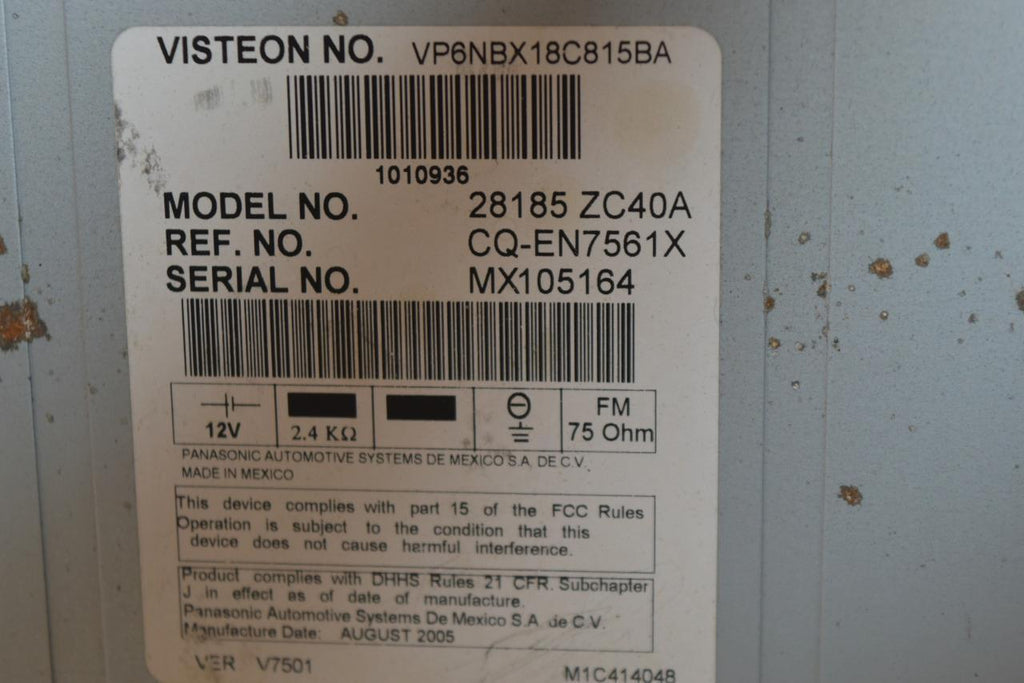 VISTEON NO. VP6NBX18C815BA
1010936
MODEL NO. 28185 ZC40A
REF. NO. CQ-EN7561X
SERIAL NO. MX105164
12V 2.4 KΩ FM 75 Ohm
PANASONIC AUTOMOTIVE SYSTEMS DE MEXICO S.A. DE C.V.
MADE IN MEXICO
This device complies with part 15 of the FCC Rules
Operation is subject to the condition that this
device does not cause harmful interference.
Product complies with DHHS Rules 21 CFR. Subchapter
J in effect as of date of manufacture.
Panasonic Automotive Systems De Mexico S.A. de C.V.
Manufacture Date: AUGUST 2005
VER V7501 M1C414048